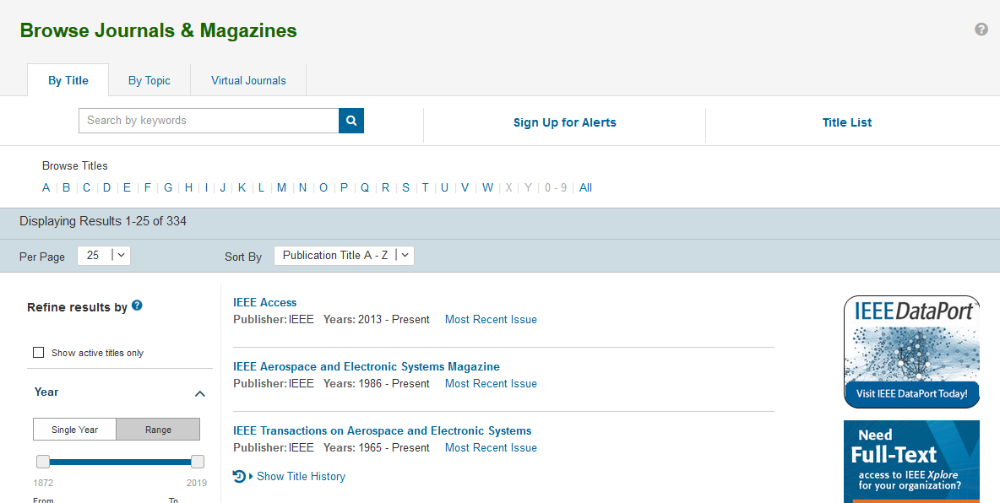 Browse Journals & Magazines
?
By Title
By Topic
Virtual Journals
Search by keywords
Sign Up for Alerts
Title List
Browse Titles
A | B | C | D | E | F | G | H | I | J | K | L | M | N | O | P | Q | R | S | T | U | V | W | X | Y | 0 - 9 | All
Displaying Results 1-25 of 334
Per Page 25 Sort By Publication Title A - Z
Refine results by ?
Show active titles only
Year
Single Year Range
1872 2019
From To
IEEE Access
Publisher: IEEE Years: 2013 - Present Most Recent Issue
IEEE Aerospace and Electronic Systems Magazine
Publisher: IEEE Years: 1986 - Present Most Recent Issue
IEEE Transactions on Aerospace and Electronic Systems
Publisher: IEEE Years: 1965 - Present Most Recent Issue
Show Title History
IEEE DataPort™
Visit IEEE DataPort Today!
Need
Full-Text
access to IEEE Xplore
for your organization?